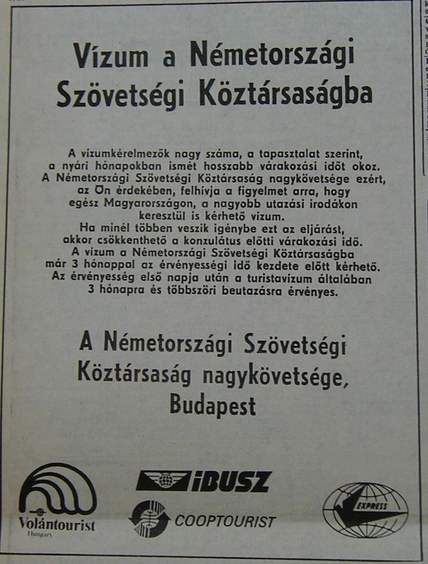 Vízum a Németországi
Szövetségi Köztársaságba
A vízumkérelmezők nagy száma, a tapasztalat szerint,
a nyári hónapokban ismét hosszabb várakozási időt okoz.
A Németországi Szövetségi Köztársaság nagykövetsége ezért,
az Ön érdekében, felhívja a figyelmet arra, hogy
egész Magyarországon, a nagyobb utazási irodákon
keresztül is kérhető vízum.
Ha minél többen veszik igénybe ezt az eljárást,
akkor csökkenthető a konzulátus előtti várakozási idő.
A vízum a Németországi Szövetségi Köztársaságba
már 3 hónappal az érvényességi idő kezdete előtt kérhető.
Az érvényesség első napja után a turistavízum általában
3 hónapra és többszöri beutazásra érvényes.
A Németországi Szövetségi
Köztársaság nagykövetsége,
Budapest
Volántourist
Hungary
iBUSZ
COOPTOURIST
EXPRESS